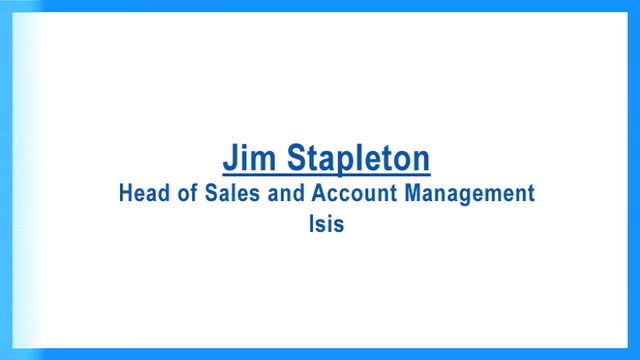 Jim Stapleton
Head of Sales and Account Management
Isis